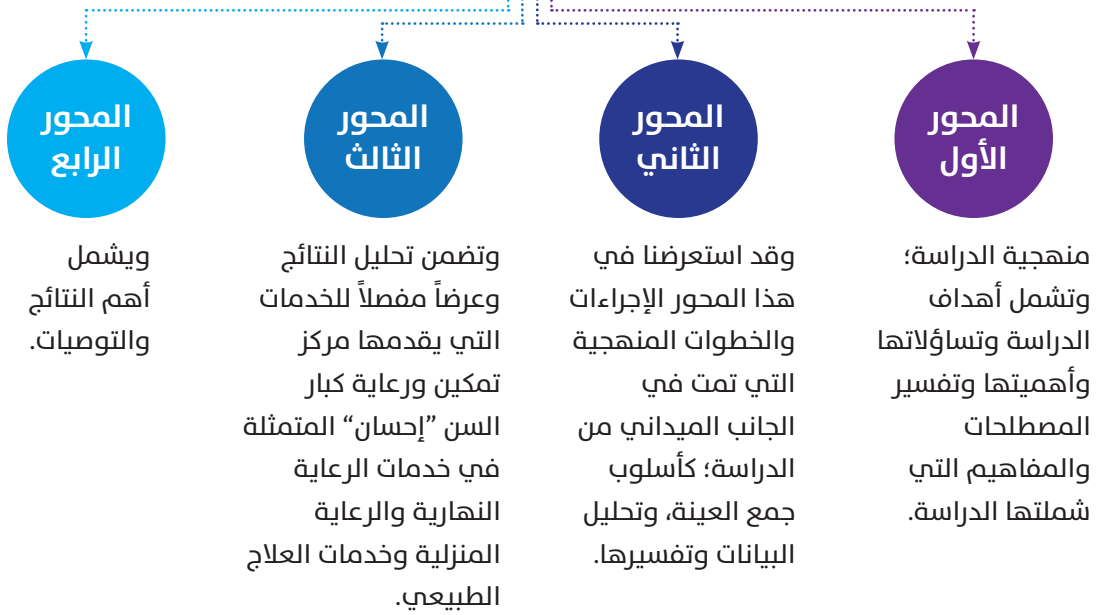 المحور
الأول
منهجية الدراسة؛
وتشمل أهداف
الدراسة وتساؤلاتها
وأهميتها وتفسير
المصطلحات
والمفاهيم التي
شملتها الدراسة.
المحور
الثاني
وقد استعرضنا في
هذا المحور الإجراءات
والخطوات المنهجية
التي تمت في
الجانب الميداني من
الدراسة؛ كأسلوب
جمع العينة، وتحليل
البيانات وتفسيرها.
المحور
الثالث
وتضمن تحليل النتائج
وعرضاً مفصلاً للخدمات
التي يقدمها مركز
تمكين ورعاية كبار
السن ”إحسان“ المتمثلة
في خدمات الرعاية
النهارية والرعاية
المنزلية وخدمات العلاج
الطبيعي.
المحور
الرابع
ويشمل
أهم النتائج
والتوصيات.